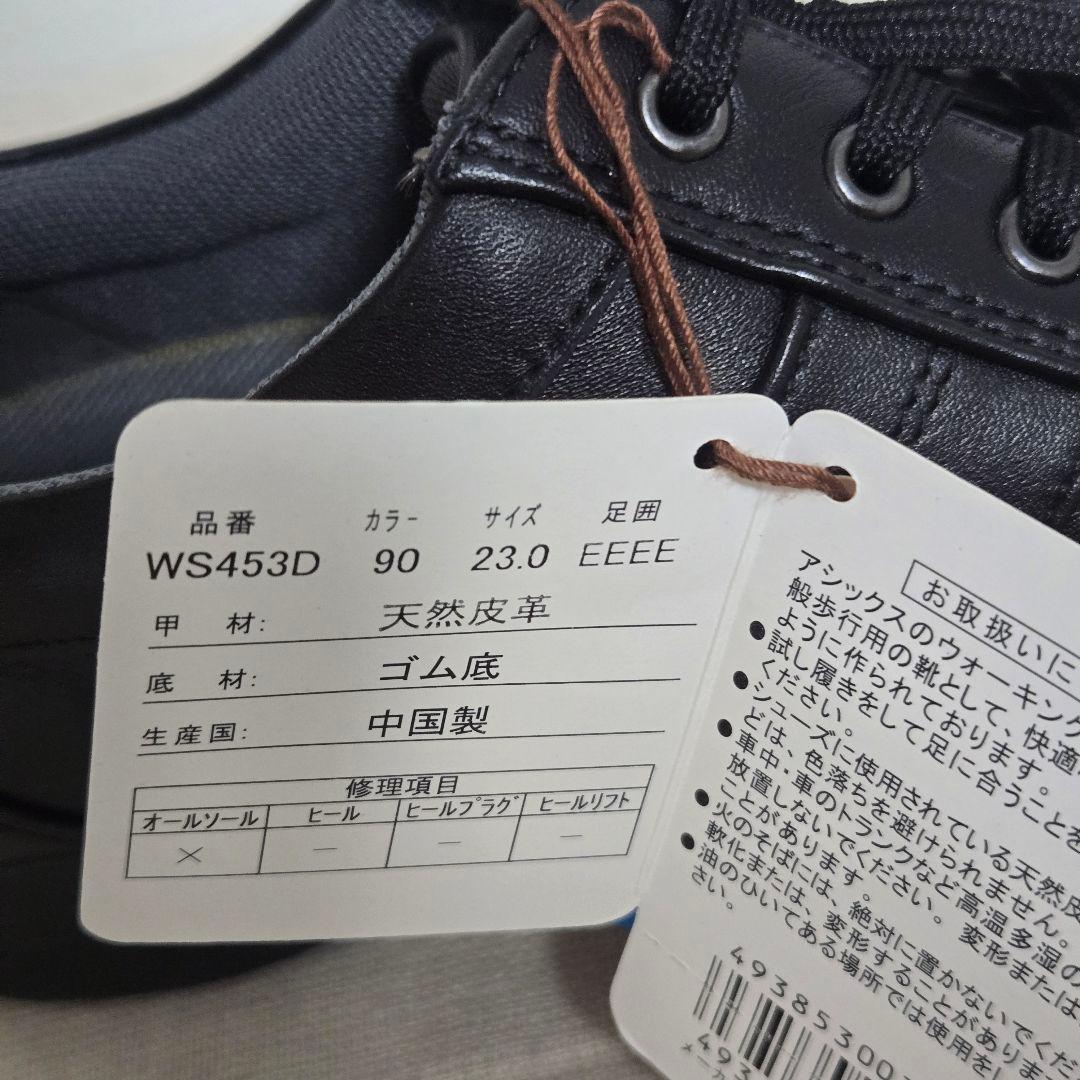 品番 カラー サイズ 足囲
WS453D 90 23.0 EEEE
甲 材: 天然皮革
底 材: ゴム底
生産国: 中国製
修理項目
オールソール ヒール ヒールプラグ ヒールリフト
× － － －
お取扱いに
アシックスのウォーキング
般歩行用の靴として、快適
ように作られております。
●試し履きをして足に合うことを
ください。
●シューズに使用されている天然皮
どは、色落ちを避けられません。
●車中・車のトランクなど高温多湿の
放置しないでください。変形または
ことがあります。
●火のそばには、絶対に置かないでくだ
軟化または、変形することがありま
●油のひいてある場所では使用をし
さい。
49385300
493